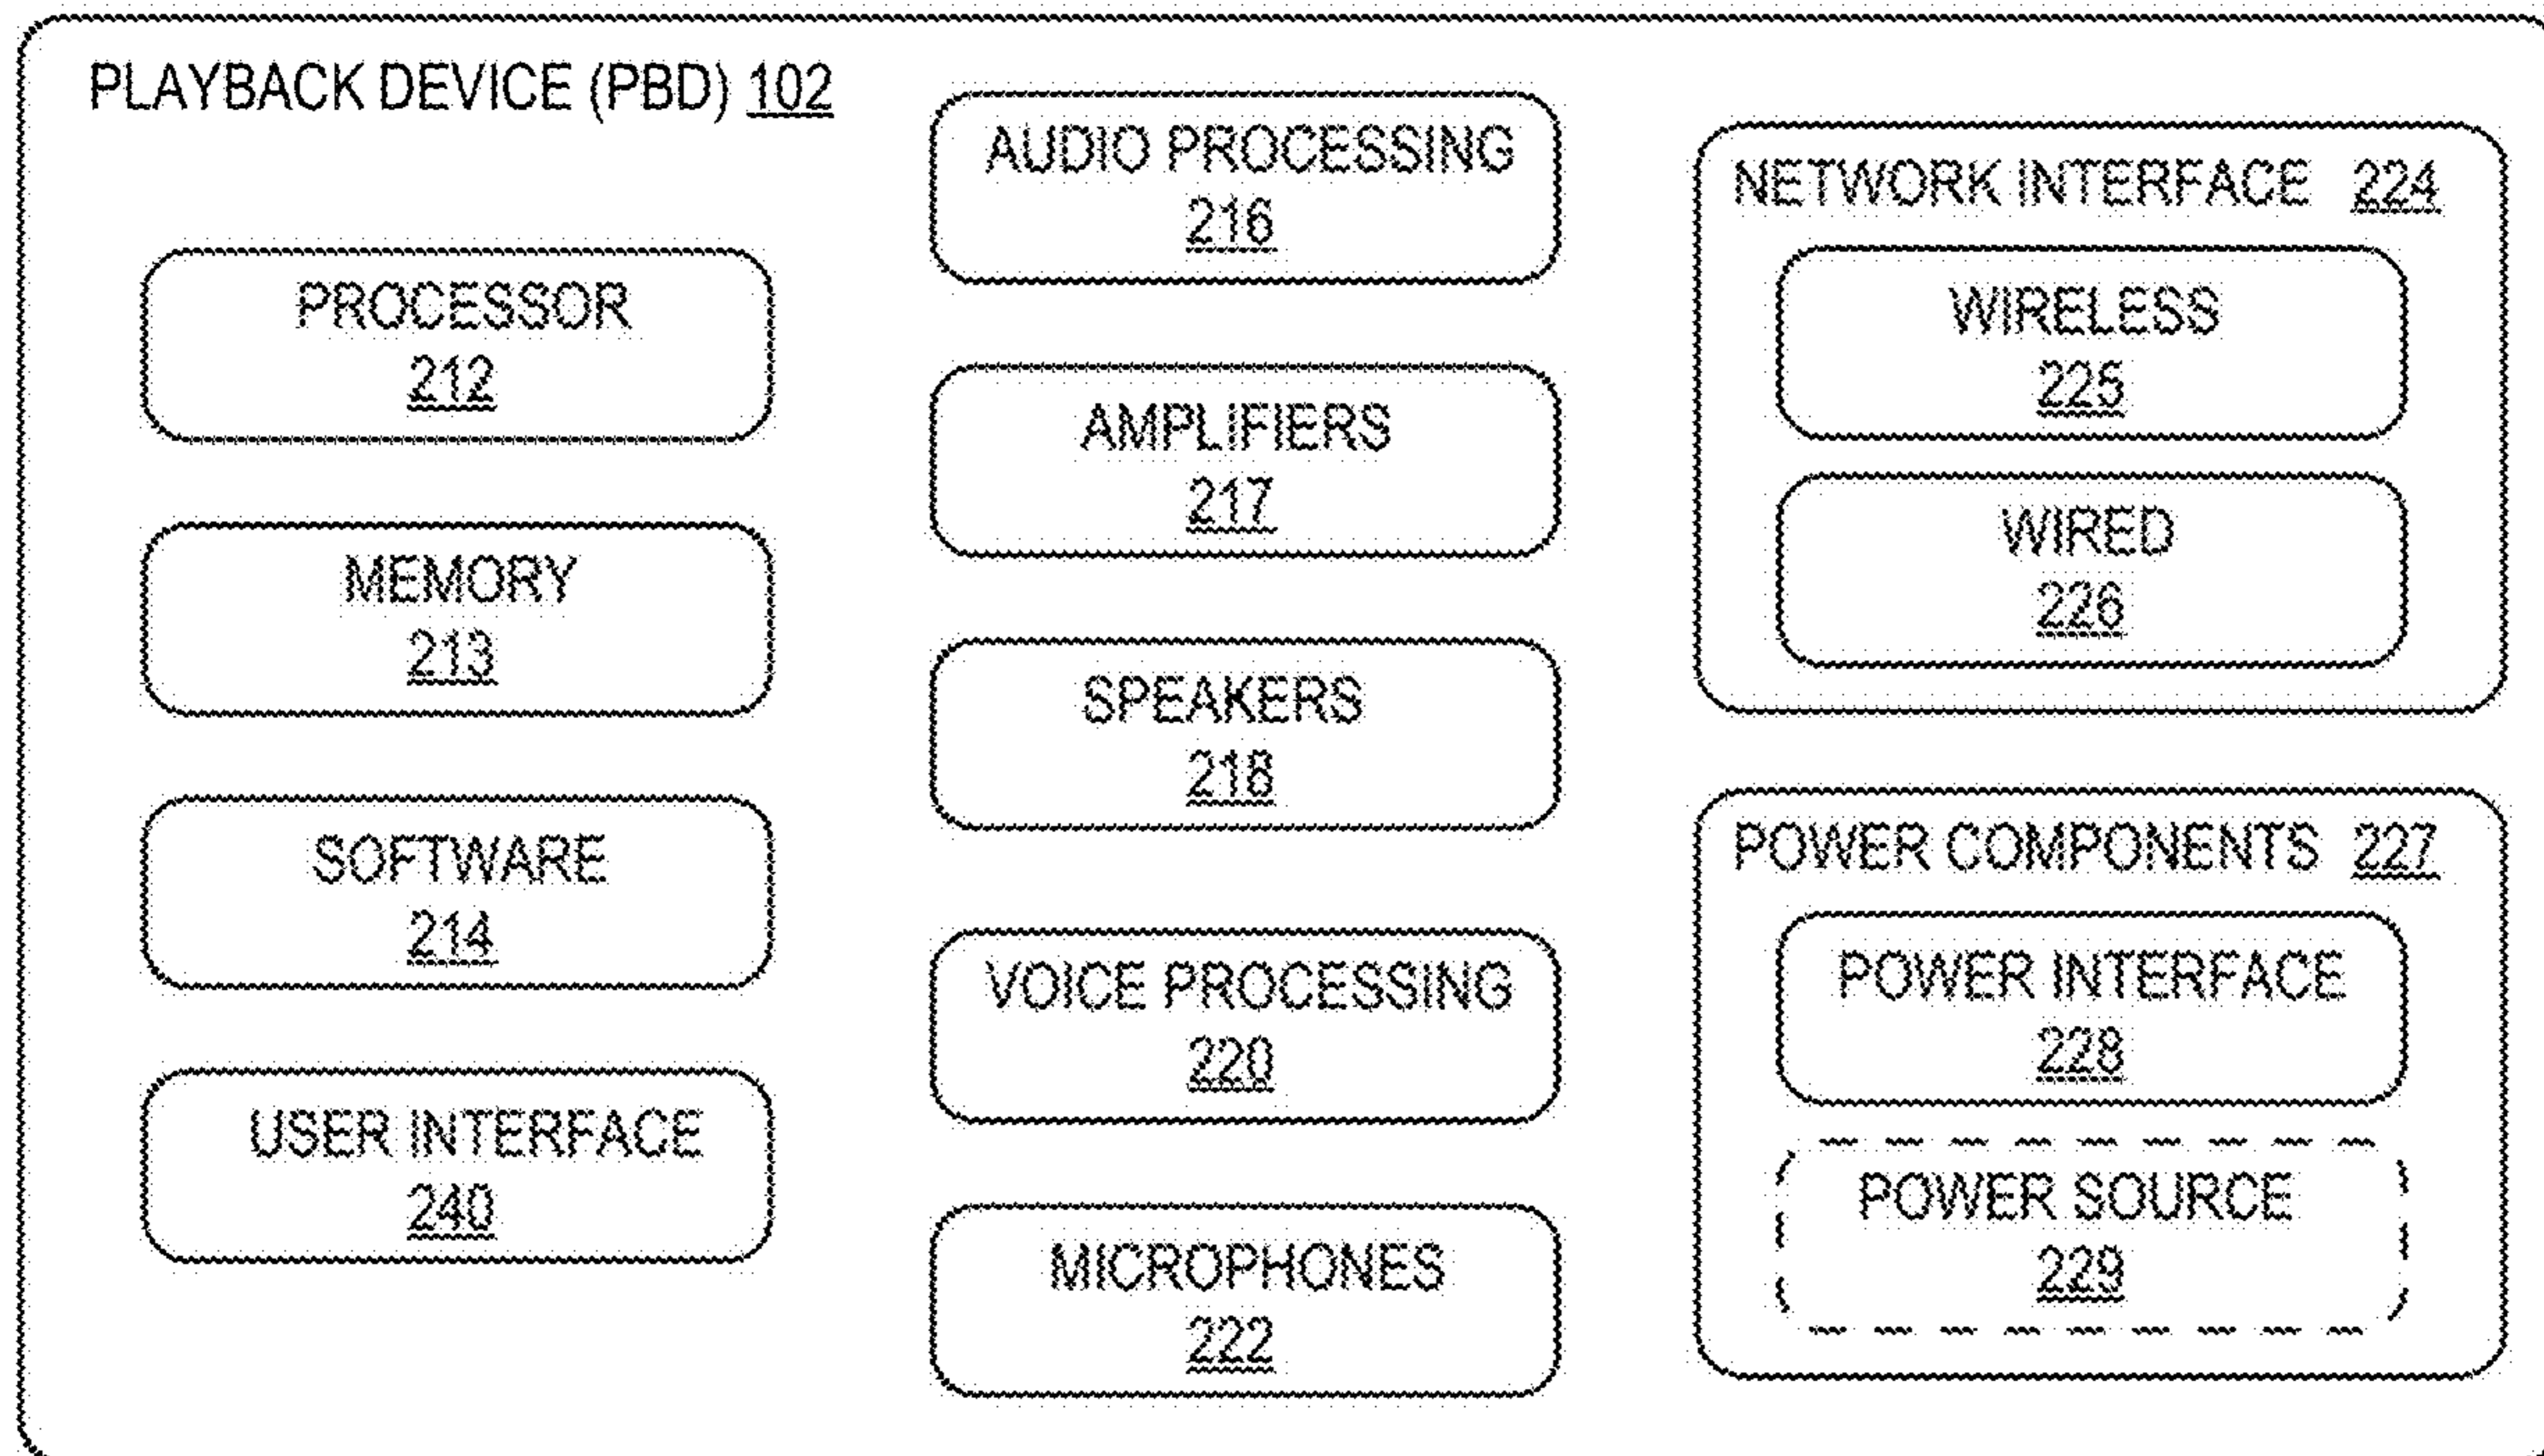 PLAYBACK DEVICE (PBD) 102
PROCESSOR
212
MEMORY
213
SOFTWARE
214
USER INTERFACE
240
AUDIO PROCESSING
216
AMPLIFIERS
217
SPEAKERS
218
VOICE PROCESSING
220
MICROPHONES
222
NETWORK INTERFACE 224
WIRELESS
225
WIRED
226
POWER COMPONENTS 227
POWER INTERFACE
228
POWER SOURCE
229